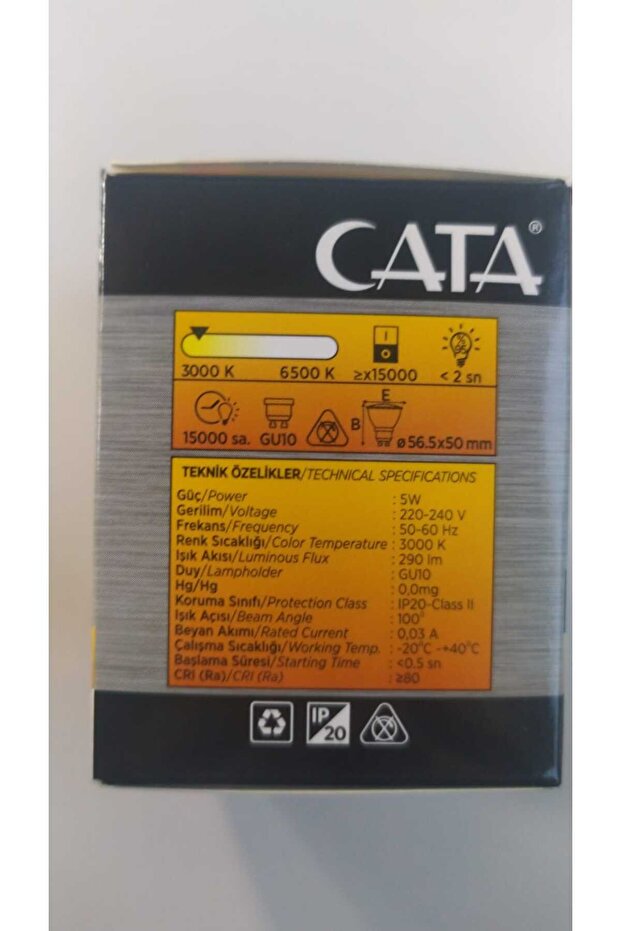 CATA®
3000 K 6500 K ≥x15000 < 2 sn
15000 sa. GU10 B E ø56.5x50 mm
TEKNİK ÖZELİKLER/TECHNICAL SPECIFICATIONS
Güç/Power : 5W
Gerilim/Voltage : 220-240 V
Frekans/Frequency : 50-60 Hz
Renk Sıcaklığı/Color Temperature : 3000 K
Işık Akısı/Luminous Flux : 290 lm
Duy/Lampholder : GU10
Hg/Hg : 0,0mg
Koruma Sınıfı/Protection Class : IP20-Class II
Işık Açısı/Beam Angle : 100°
Beyan Akımı/Rated Current : 0,03 A
Çalışma Sıcaklığı/Working Temp. : -20°C -+40°C
Başlama Süresi/Starting Time : <0.5 sn
CRI (Ra)/CRI (Ra) : ≥80
IP
20